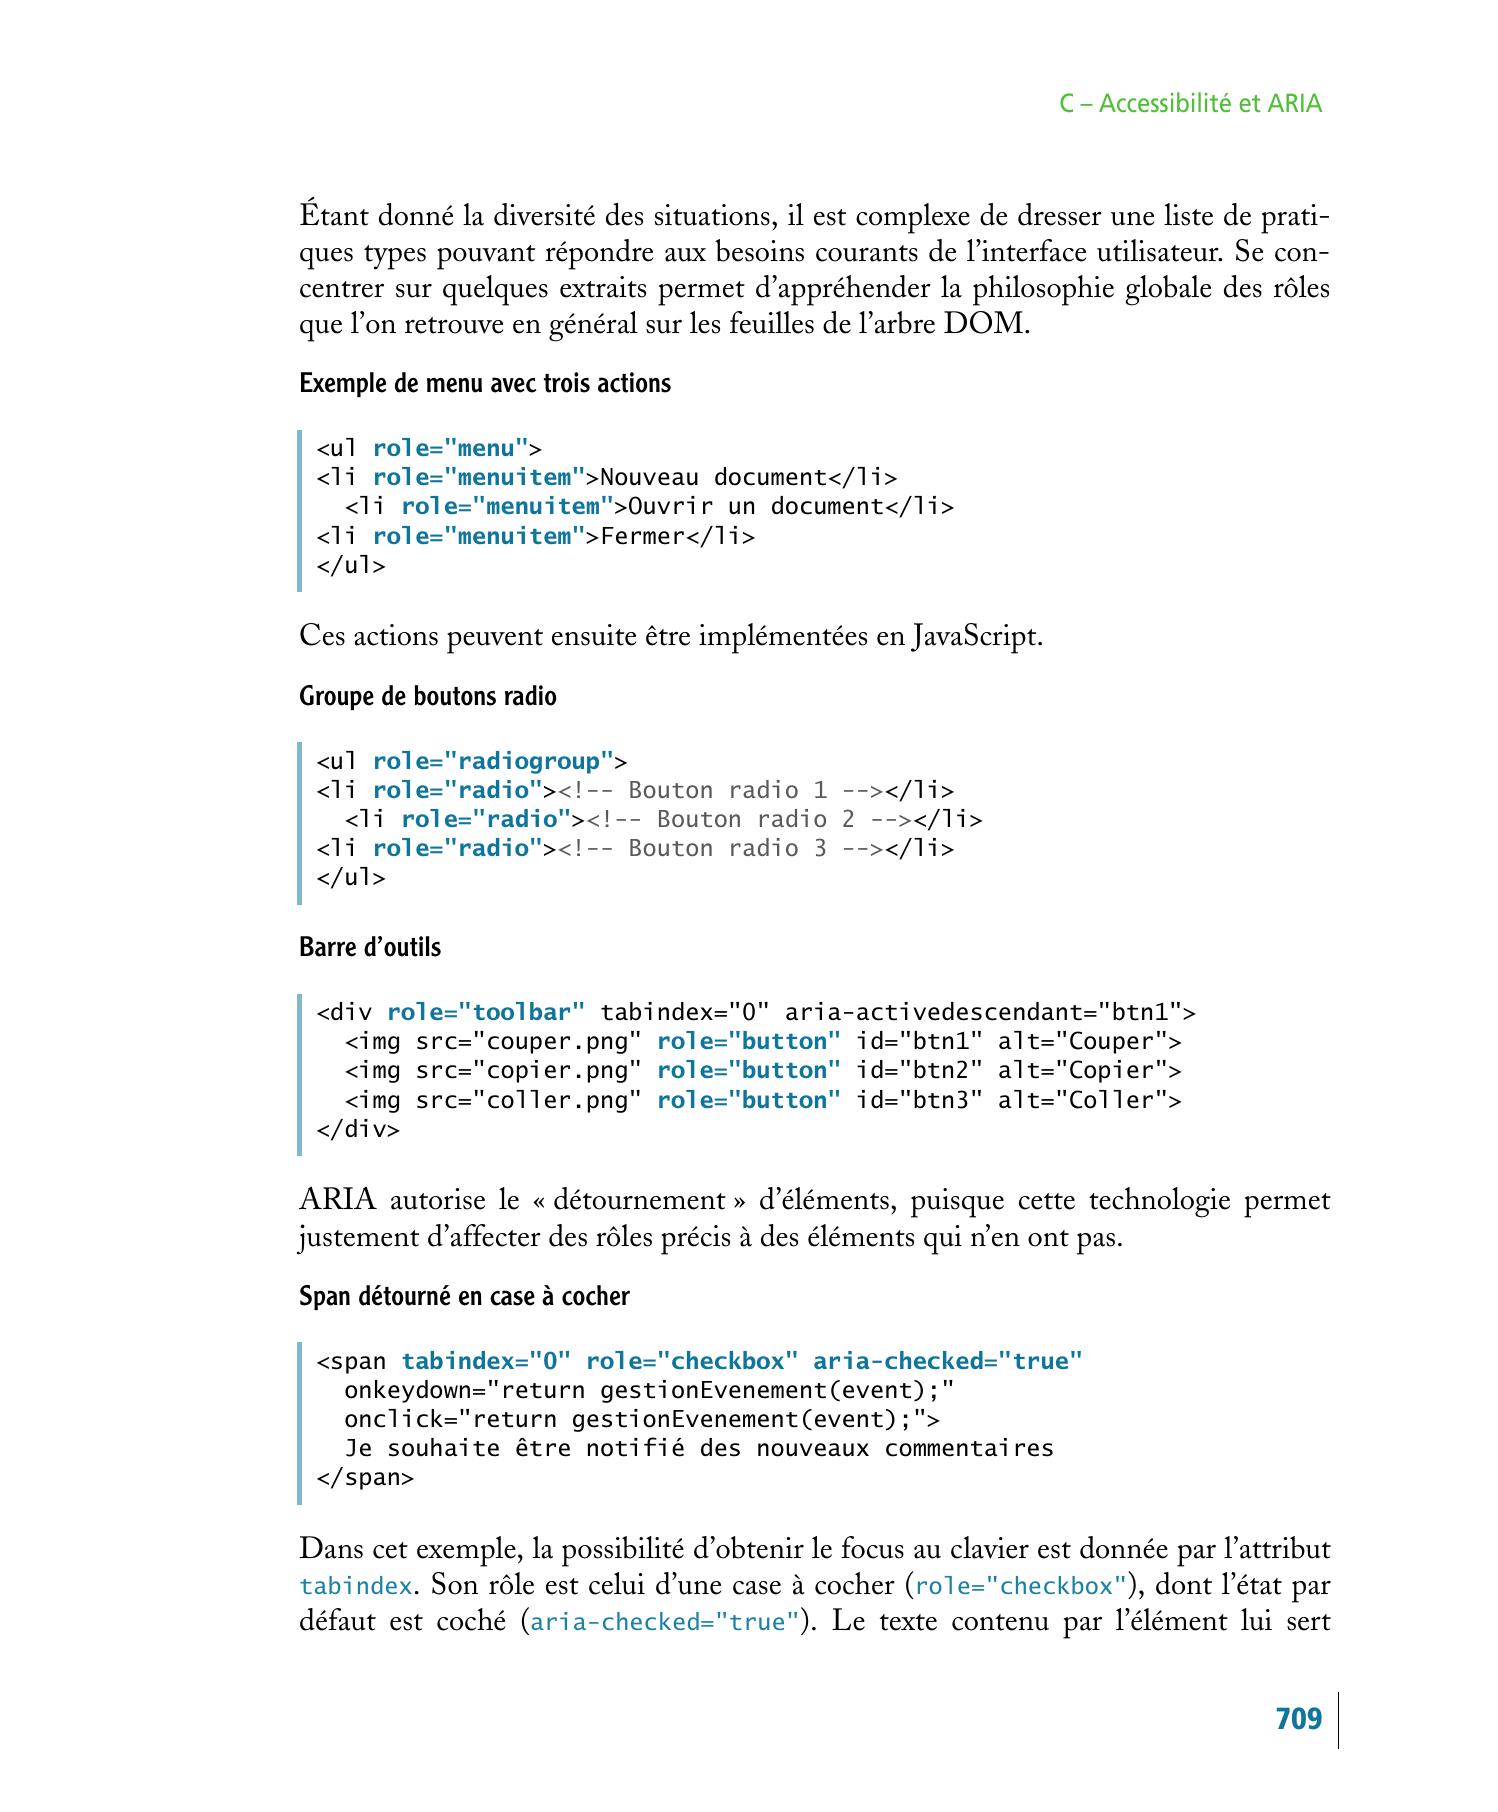 C – Accessibilité et ARIA
Étant donné la diversité des situations, il est complexe de dresser une liste de prati-
ques types pouvant répondre aux besoins courants de l’interface utilisateur. Se con-
centrer sur quelques extraits permet d’appréhender la philosophie globale des rôles
que l’on retrouve en général sur les feuilles de l’arbre DOM.
Exemple de menu avec trois actions
<ul role="menu">
<li role="menuitem">Nouveau document</li>
  <li role="menuitem">Ouvrir un document</li>
<li role="menuitem">Fermer</li>
</ul>
Ces actions peuvent ensuite être implémentées en JavaScript.
Groupe de boutons radio
<ul role="radiogroup">
<li role="radio"><!-- Bouton radio 1 --></li>
  <li role="radio"><!-- Bouton radio 2 --></li>
<li role="radio"><!-- Bouton radio 3 --></li>
</ul>
Barre d’outils
<div role="toolbar" tabindex="0" aria-activedescendant="btn1">
  <img src="couper.png" role="button" id="btn1" alt="Couper">
  <img src="copier.png" role="button" id="btn2" alt="Copier">
  <img src="coller.png" role="button" id="btn3" alt="Coller">
</div>
ARIA autorise le « détournement » d’éléments, puisque cette technologie permet
justement d’affecter des rôles précis à des éléments qui n’en ont pas.
Span détourné en case à cocher
<span tabindex="0" role="checkbox" aria-checked="true"
  onkeydown="return gestionEvenement(event);"
  onclick="return gestionEvenement(event);">
  Je souhaite être notifié des nouveaux commentaires
</span>
Dans cet exemple, la possibilité d’obtenir le focus au clavier est donnée par l’attribut
tabindex. Son rôle est celui d’une case à cocher (role="checkbox"), dont l’état par
défaut est coché (aria-checked="true"). Le texte contenu par l’élément lui sert
709